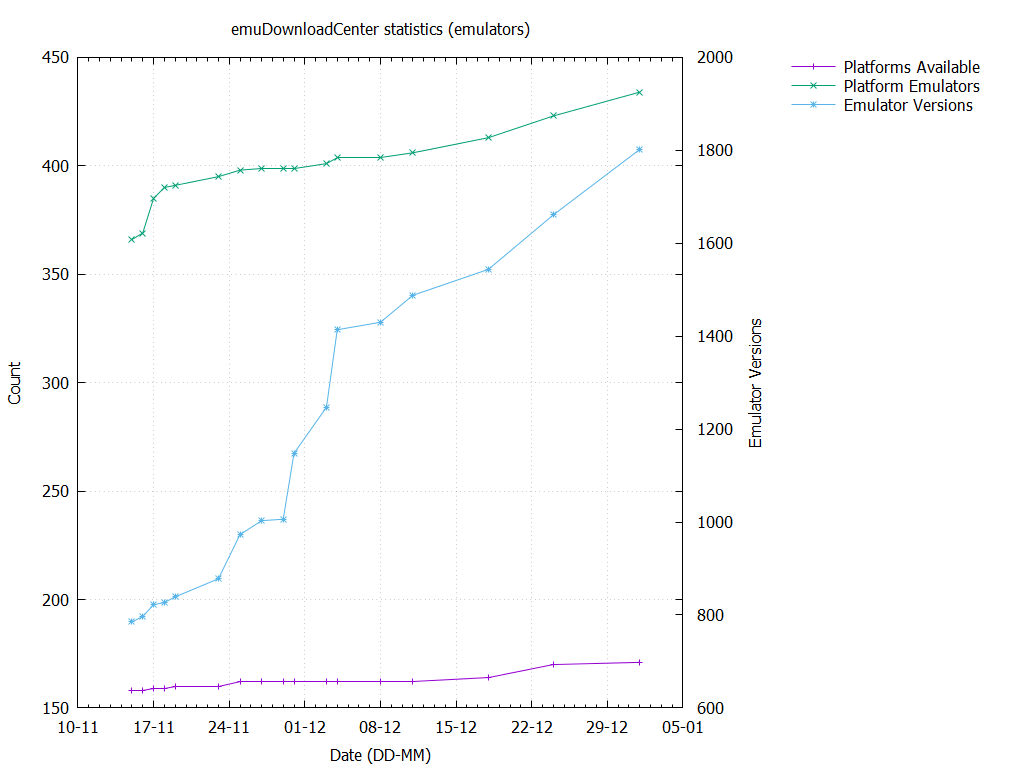 emuDownloadCenter statistics (emulators)
Platforms Available
Platform Emulators
Emulator Versions
450
400
350
300
250
200
150
2000
1800
1600
1400
1200
1000
800
600
Count
Emulator Versions
10-11 17-11 24-11 01-12 08-12 15-12 22-12 29-12 05-01
Date (DD-MM)